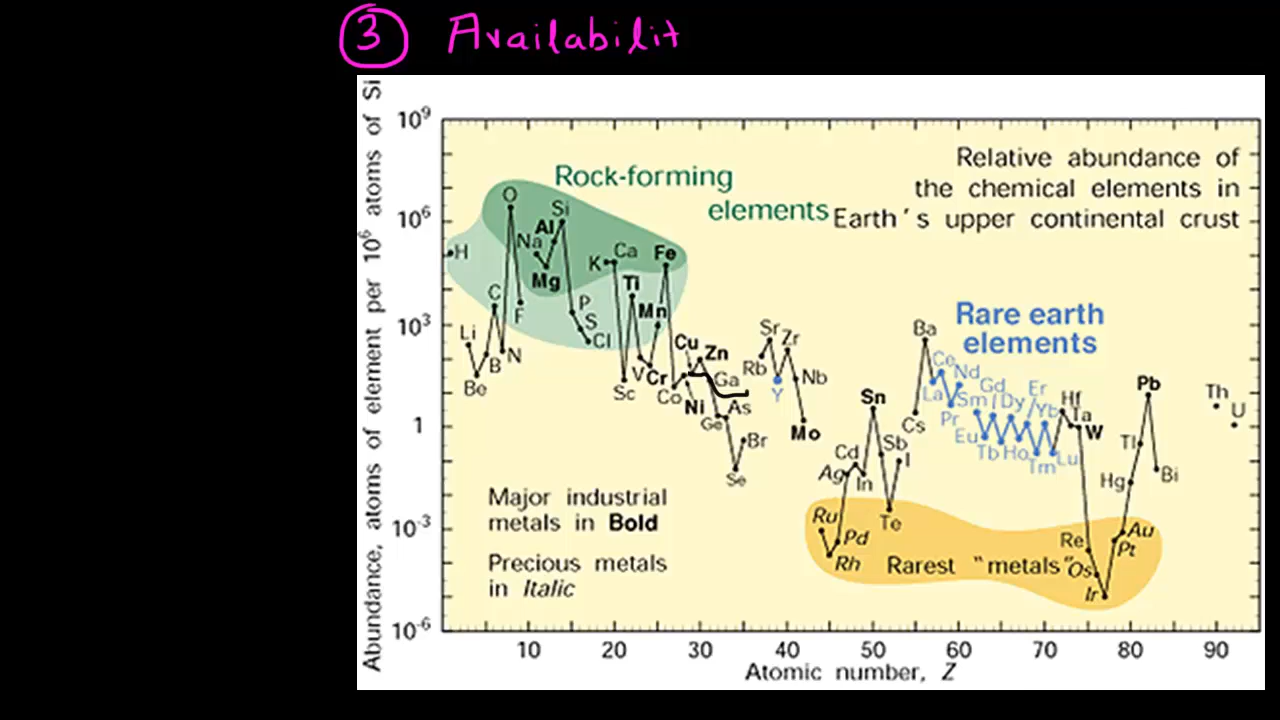 3 Availabilit
Abundance, atoms of element per 10⁶ atoms of Si
10⁹
10⁶
10³
1
10⁻³
10⁻⁶
Relative abundance of
the chemical elements in
Earth's upper continental crust
Rock-forming
elements
Rare earth
elements
Major industrial
metals in Bold
Precious metals
in Italic
Rarest "metals"
H
Li
Be
B
C
N
O
F
Na
Mg
Al
Si
P
S
Cl
K
Ca
Sc
Ti
V
Cr
Mn
Fe
Co
Ni
Cu
Zn
Ga
Ge
As
Se
Br
Rb
Sr
Y
Zr
Nb
Mo
Ru
Rh
Pd
Ag
Cd
In
Sn
Sb
Te
I
Cs
Ba
La
Ce
Pr
Nd
Sm
Eu
Gd
Tb
Dy
Ho
Er
Tm
Yb
Lu
Hf
Ta
W
Re
Os
Ir
Pt
Au
Hg
Tl
Pb
Bi
Th
U
10 20 30 40 50 60 70 80 90
Atomic number, Z